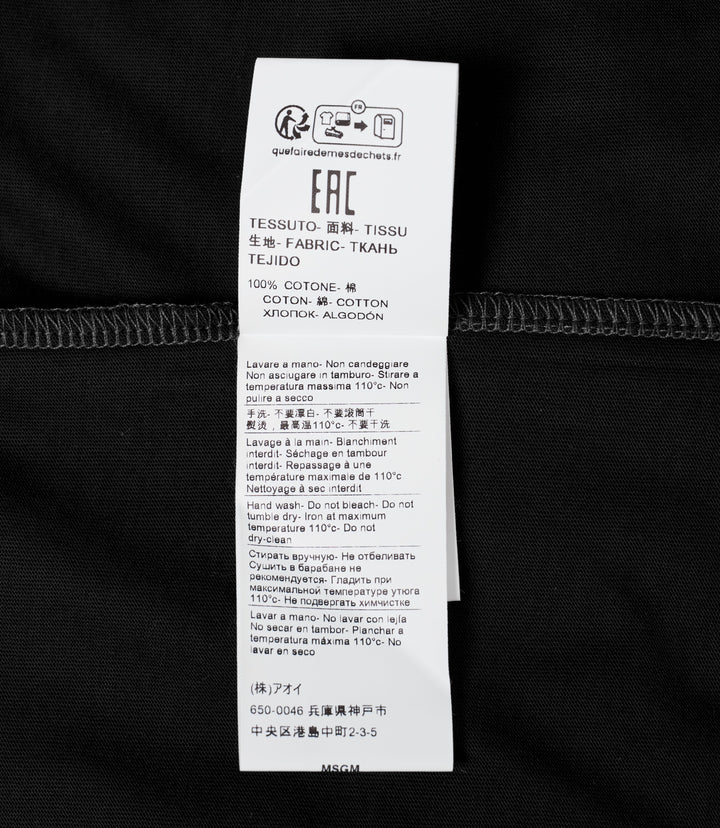 FR
quefairedemesdechets.fr
EAC
TESSUTO- 面料- TISSU
生地- FABRIC- ТКАНЬ
TEJIDO
100% COTONE- 棉
COTON- 綿- COTTON
ХЛОПОК- ALGODÓN
Lavare a mano- Non candeggiare
Non asciugare in tamburo- Stirare a
temperatura massima 110°c- Non
pulire a secco
手洗- 不要漂白- 不要滚筒干
熨烫，最高温110°c- 不要干洗
Lavage à la main- Blanchiment
interdit- Séchage en tambour
interdit- Repassage à une
température maximale de 110°c
Nettoyage à sec interdit
Hand wash- Do not bleach- Do not
tumble dry- Iron at maximum
temperature 110°c- Do not
dry-clean
Стирать вручную- Не отбеливать
Сушить в барабане не
рекомендуется- Гладить при
максимальной температуре утюга
110°c- Не подвергать химчистке
Lavar a mano- No lavar con lejía
No secar en tambor- Planchar a
temperatura máxima 110°c- No
lavar en seco
(株)アオイ
650-0046 兵庫県神戸市
中央区港島中町2-3-5
MSGM